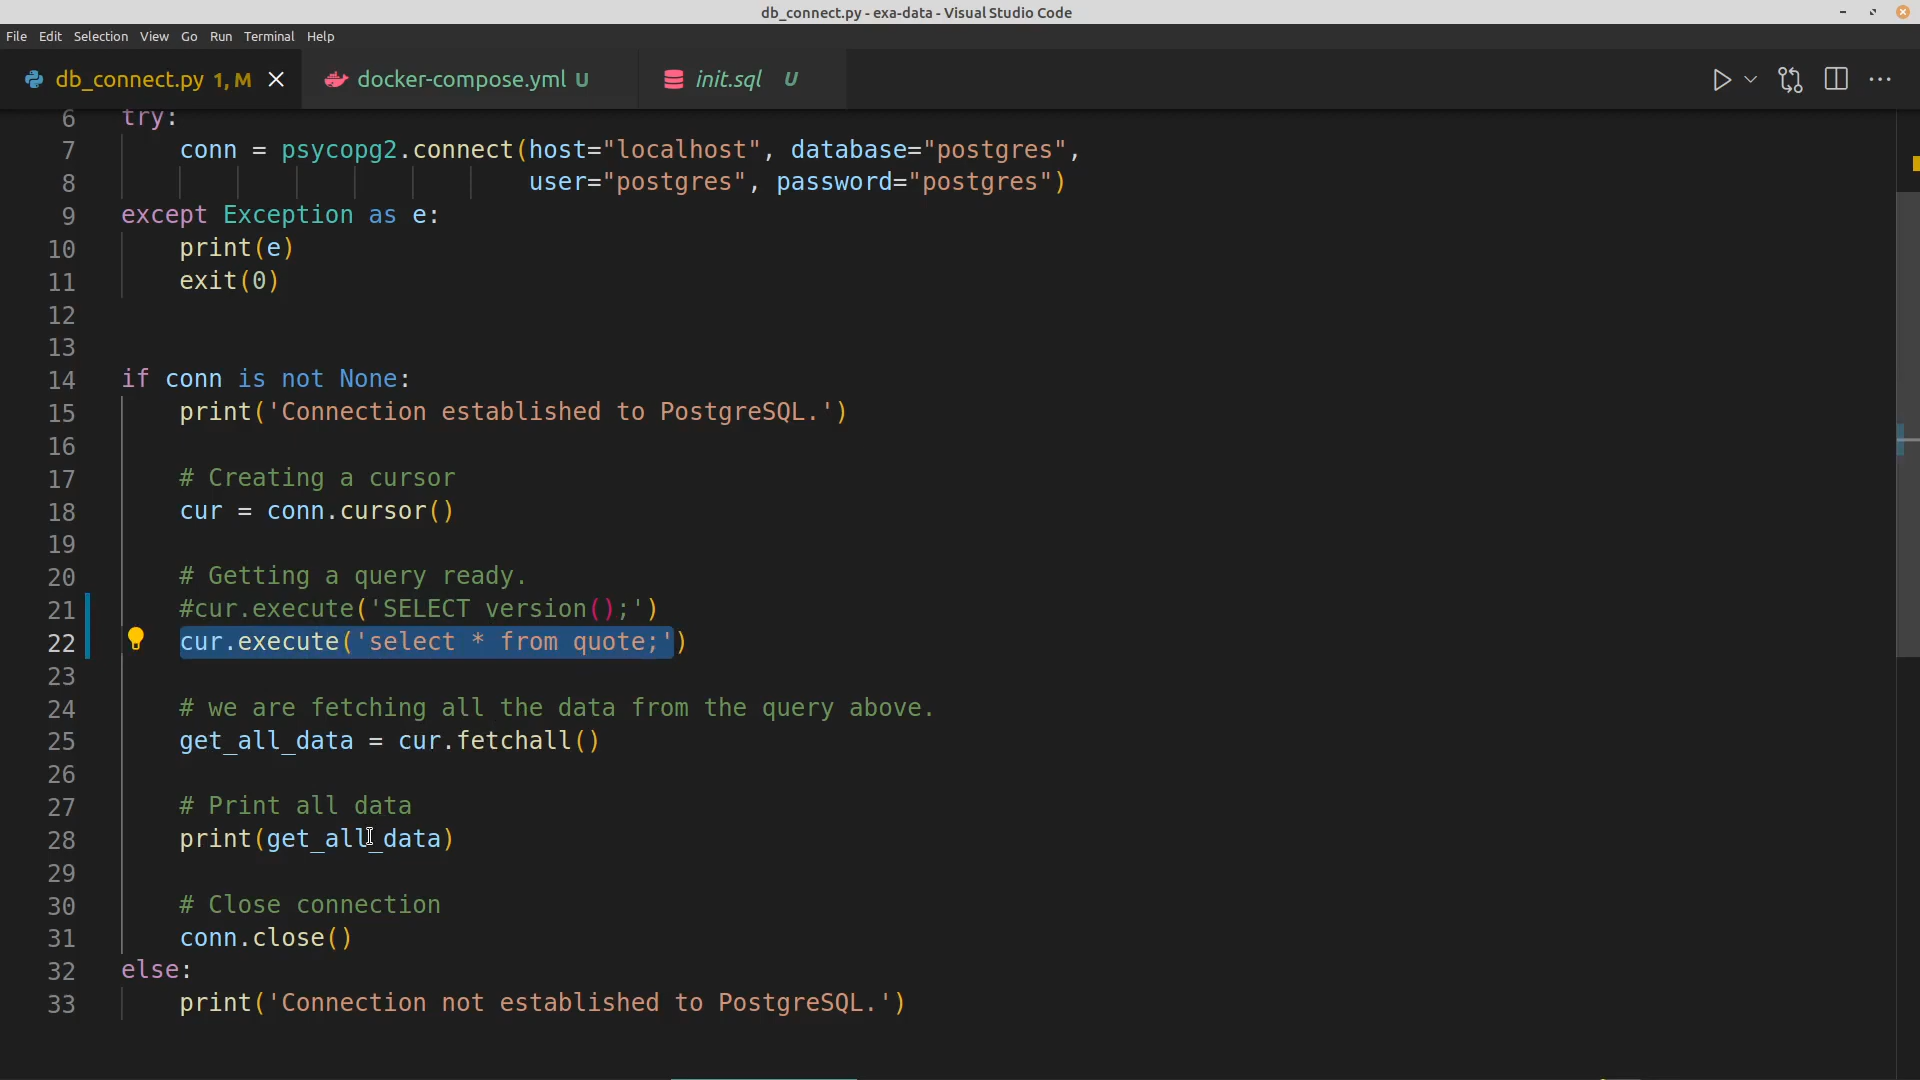 db_connect.py - exa-data - Visual Studio Code
File Edit Selection View Go Run Terminal Help
db_connect.py 1, M docker-compose.yml U init.sql U
6 try:
7 conn = psycopg2.connect(host="localhost", database="postgres",
8 user="postgres", password="postgres")
9 except Exception as e:
10 print(e)
11 exit(0)
12
13
14 if conn is not None:
15 print('Connection established to PostgreSQL.')
16
17 # Creating a cursor
18 cur = conn.cursor()
19
20 # Getting a query ready.
21 #cur.execute('SELECT version();')
22 cur.execute('select * from quote;')
23
24 # we are fetching all the data from the query above.
25 get_all_data = cur.fetchall()
26
27 # Print all data
28 print(get_all_data)
29
30 # Close connection
31 conn.close()
32 else:
33 print('Connection not established to PostgreSQL.')